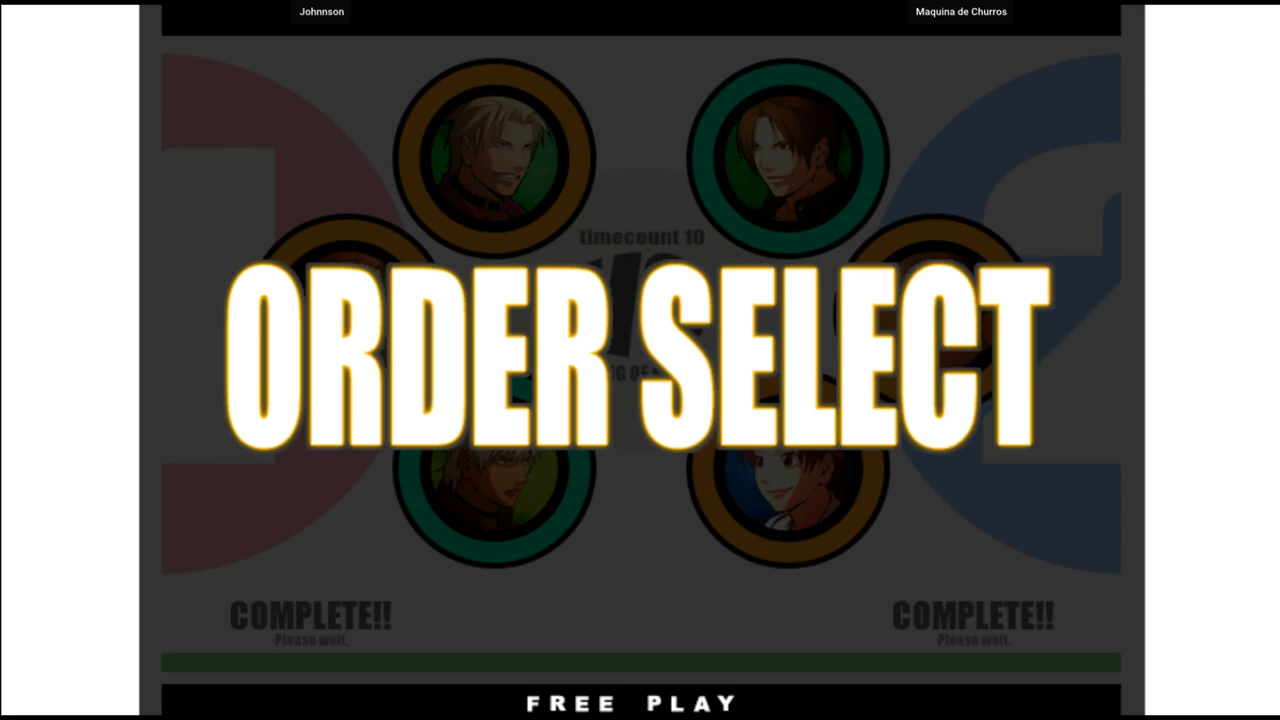 Johnnson
Maquina de Churros
timecount 10
ORDER SELECT
COMPLETE!!
Please wait.
COMPLETE!!
Please wait.
FREE PLAY